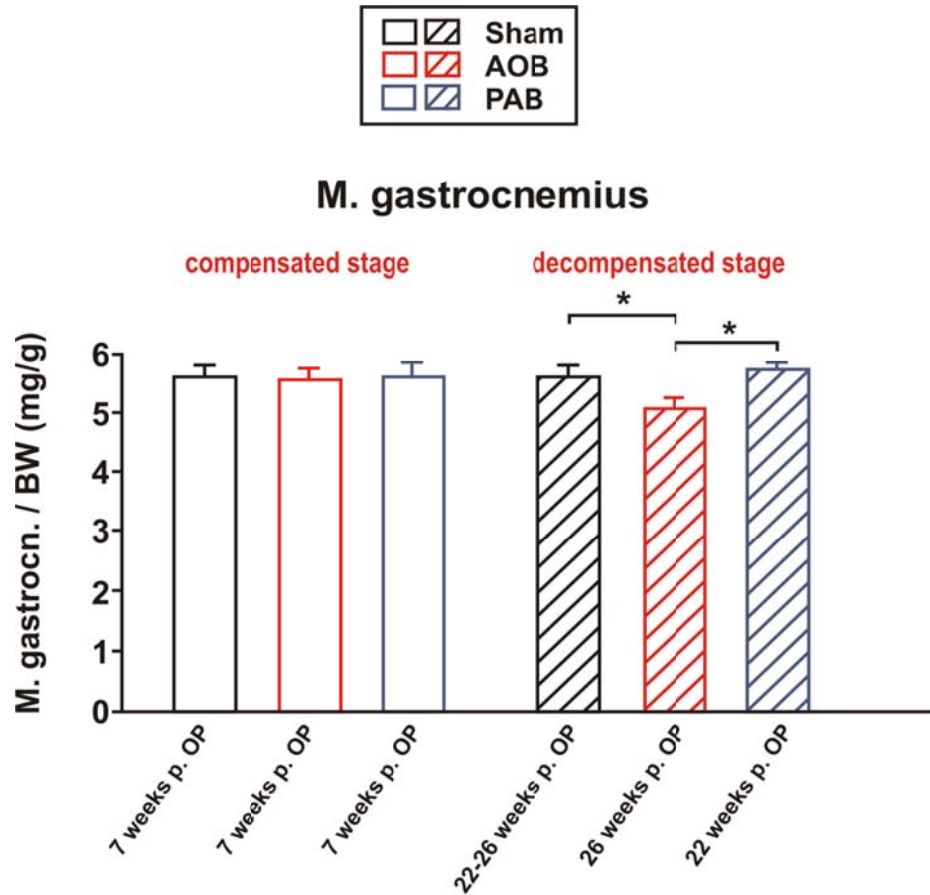 Sham
AOB
PAB
M. gastrocnemius
compensated stage
decompensated stage
*
*
M. gastrocn. / BW (mg/g)
6
5
4
3
2
1
0
7 weeks p. OP
7 weeks p. OP
7 weeks p. OP
22-26 weeks p. OP
26 weeks p. OP
22 weeks p. OP